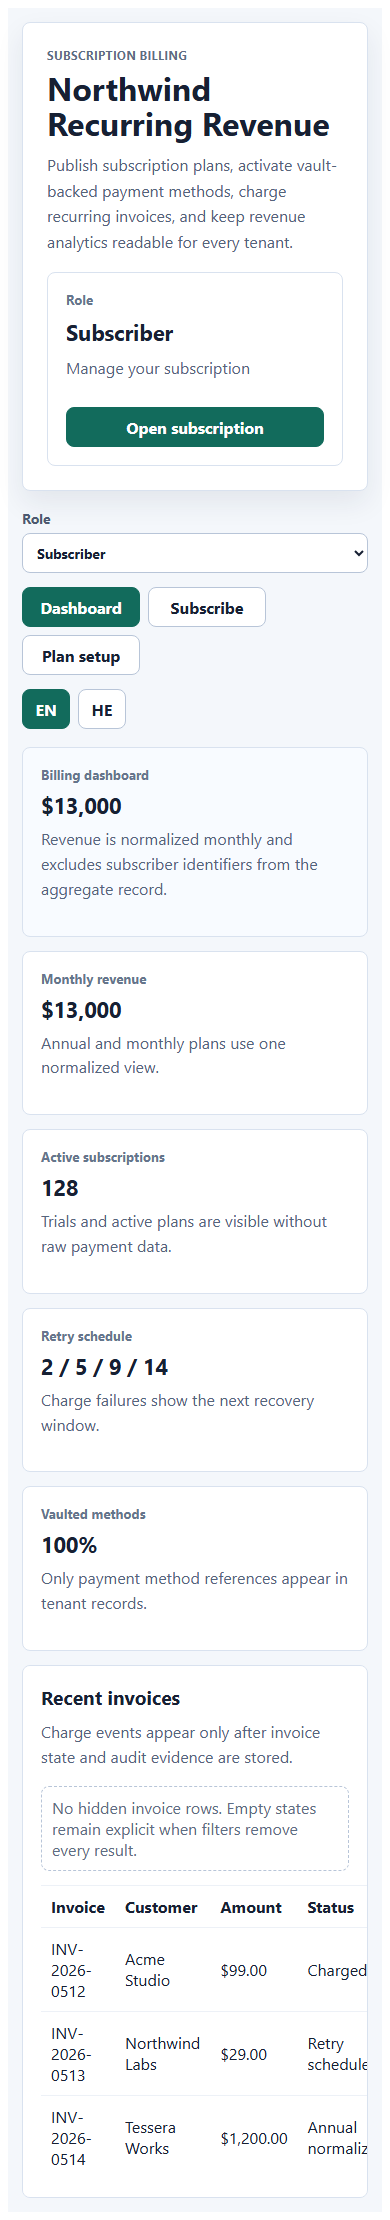 SUBSCRIPTION BILLING
Northwind
Recurring Revenue
Publish subscription plans, activate vault-
backed payment methods, charge
recurring invoices, and keep revenue
analytics readable for every tenant.
Role
Subscriber
Manage your subscription
Open subscription
Role
Subscriber
Dashboard
Subscribe
Plan setup
EN
HE
Billing dashboard
$13,000
Revenue is normalized monthly and
excludes subscriber identifiers from the
aggregate record.
Monthly revenue
$13,000
Annual and monthly plans use one
normalized view.
Active subscriptions
128
Trials and active plans are visible without
raw payment data.
Retry schedule
2 / 5 / 9 / 14
Charge failures show the next recovery
window.
Vaulted methods
100%
Only payment method references appear in
tenant records.
Recent invoices
Charge events appear only after invoice
state and audit evidence are stored.
No hidden invoice rows. Empty states
remain explicit when filters remove
every result.
Invoice Customer Amount Status
INV-
2026-
0512
Acme
Studio
$99.00
Charged
INV-
2026-
0513
Northwind
Labs
$29.00
Retry
schedule
INV-
2026-
0514
Tessera
Works
$1,200.00
Annual
normaliz